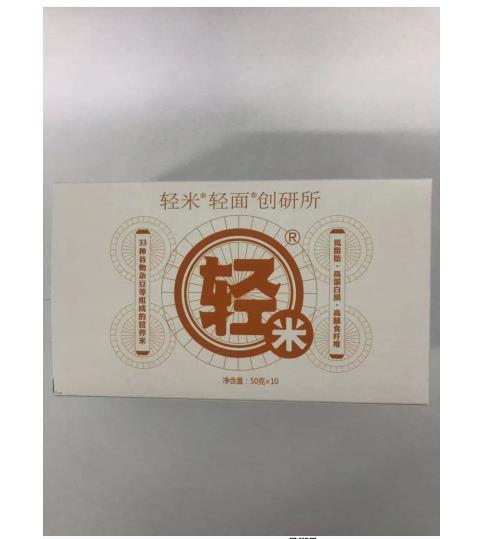 轻米®轻面®创研所
33种谷物杂豆等组成的营养米
轻米®
低脂肪·高蛋白质·高膳食纤维
净含量：50克×10